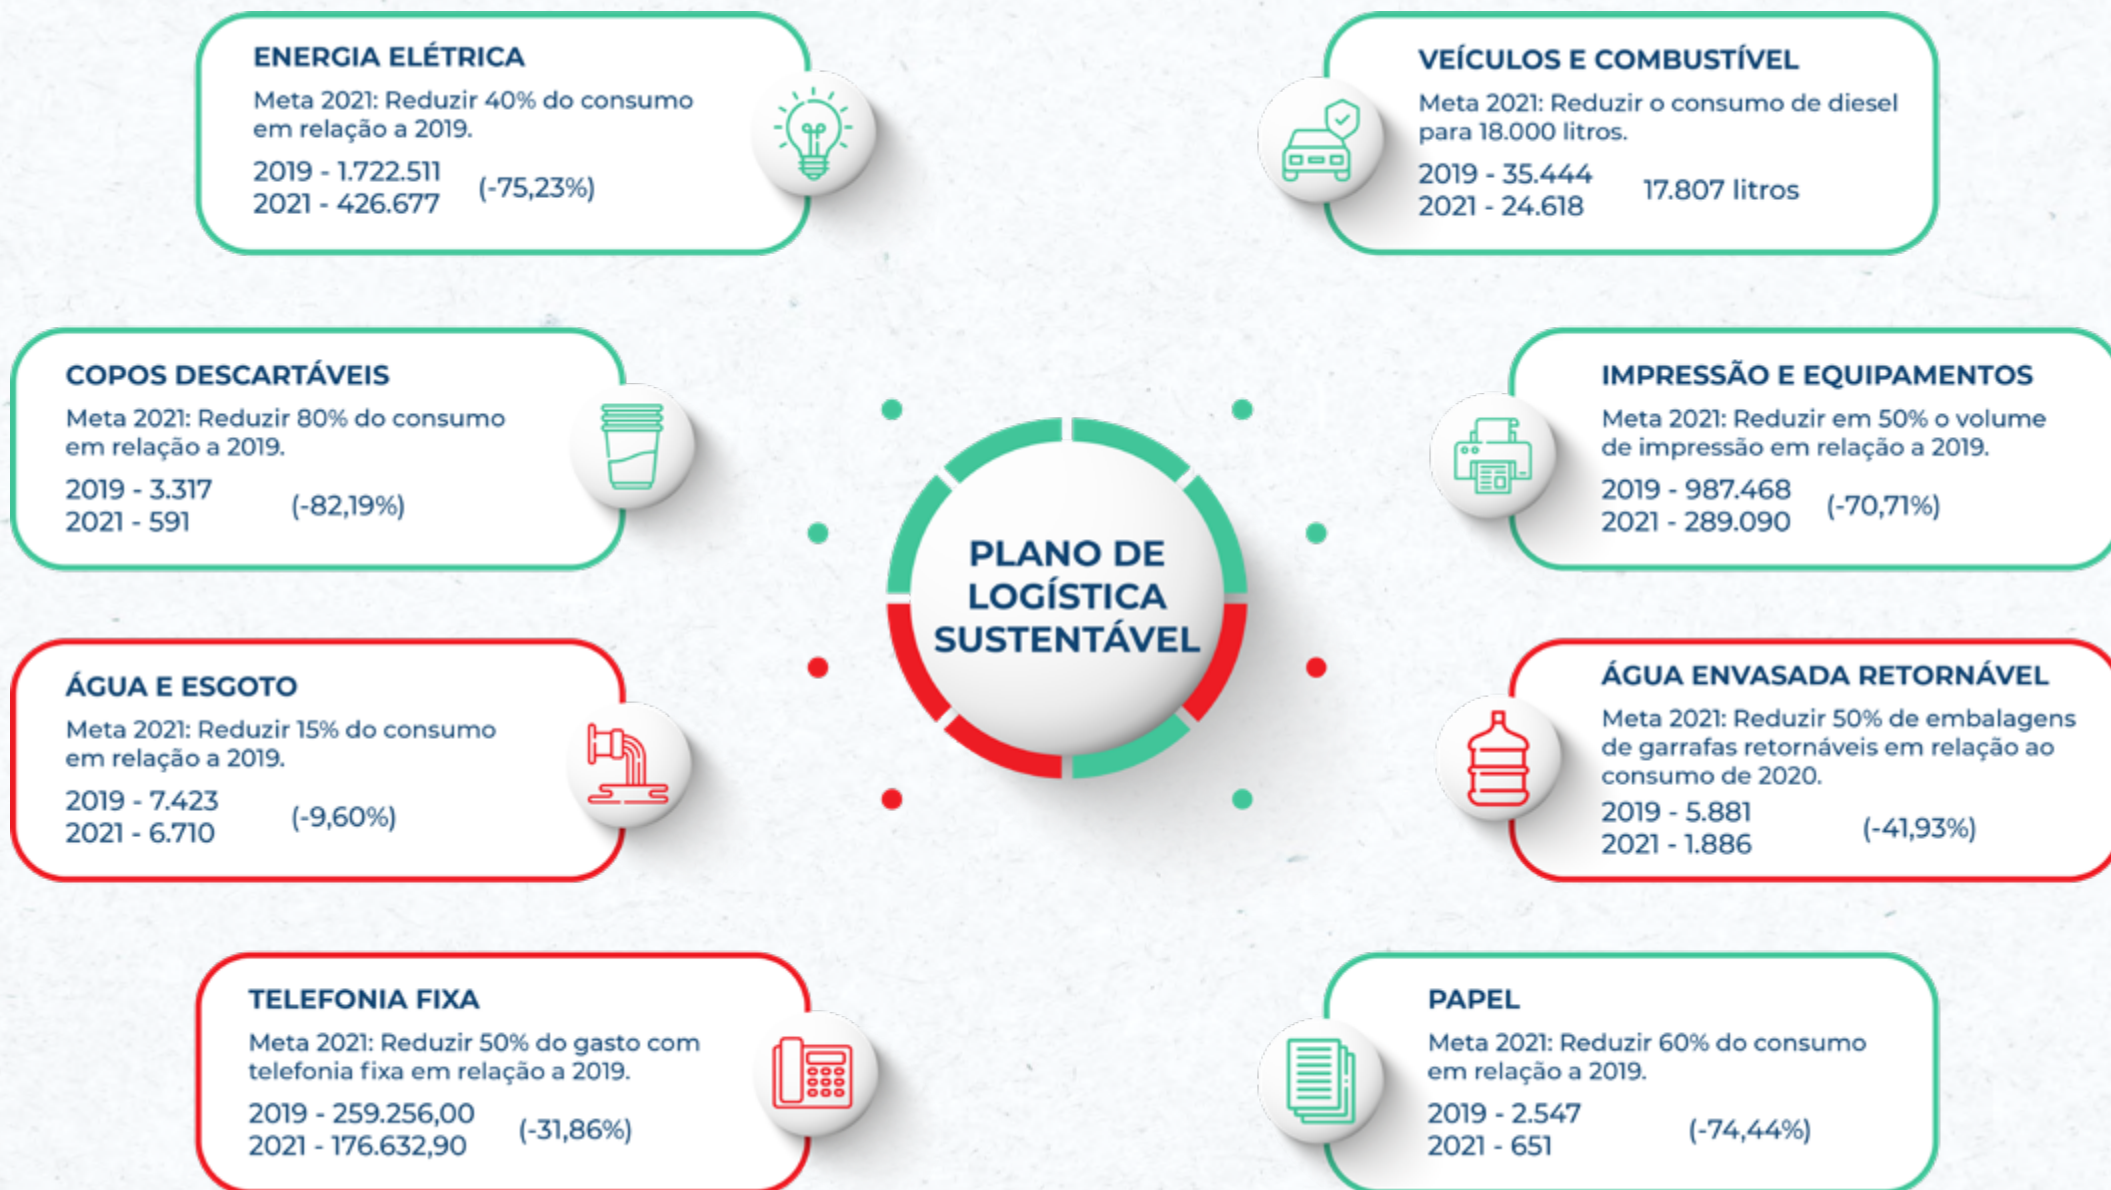 ENERGIA ELÉTRICA
Meta 2021: Reduzir 40% do consumo
em relação a 2019.
2019 - 1.722.511
2021 - 426.677
(-75,23%)
VEÍCULOS E COMBUSTÍVEL
Meta 2021: Reduzir o consumo de diesel
para 18.000 litros.
2019 - 35.444
2021 - 24.618
17.807 litros
COPOS DESCARTÁVEIS
Meta 2021: Reduzir 80% do consumo
em relação a 2019.
2019 - 3.317
2021 - 591
(-82,19%)
IMPRESSÃO E EQUIPAMENTOS
Meta 2021: Reduzir em 50% o volume
de impressão em relação a 2019.
2019 - 987.468
2021 - 289.090
(-70,71%)
PLANO DE
LOGÍSTICA
SUSTENTÁVEL
ÁGUA E ESGOTO
Meta 2021: Reduzir 15% do consumo
em relação a 2019.
2019 - 7.423
2021 - 6.710
(-9,60%)
ÁGUA ENVASADA RETORNÁVEL
Meta 2021: Reduzir 50% de embalagens
de garrafas retornáveis em relação ao
consumo de 2020.
2019 - 5.881
2021 - 1.886
(-41,93%)
TELEFONIA FIXA
Meta 2021: Reduzir 50% do gasto com
telefonia fixa em relação a 2019.
2019 - 259.256,00
2021 - 176.632,90
(-31,86%)
PAPEL
Meta 2021: Reduzir 60% do consumo
em relação a 2019.
2019 - 2.547
2021 - 651
(-74,44%)